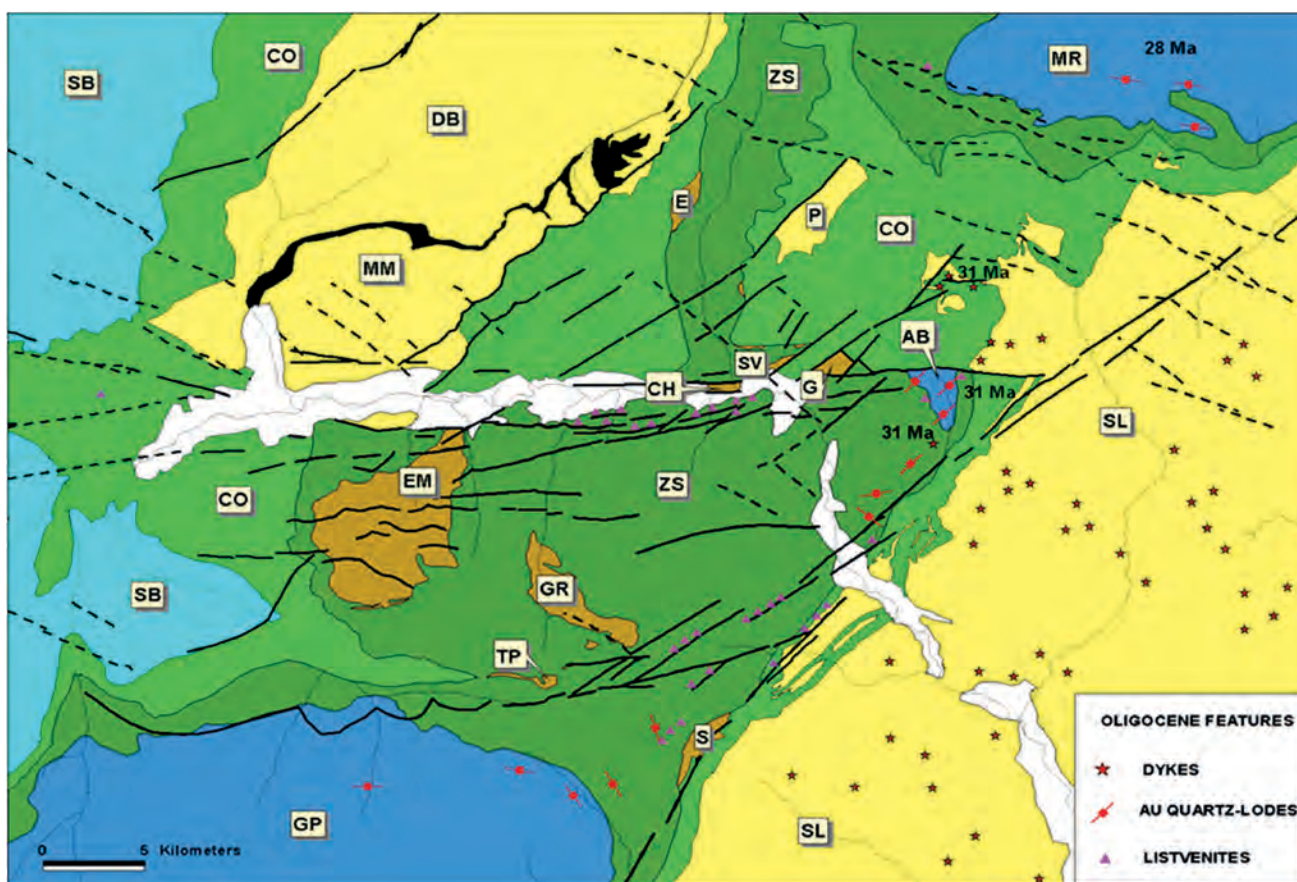 28 Ma
CO
ZS
MR
SB
DB
E
P
CO
MM
31 Ma
AB
SV
CH
G
31 Ma
31 Ma
SL
EM
ZS
CO
SB
GR
TP
S
OLIGOCENE FEATURES
DYKES
AU QUARTZ-LODES
LISTVENITES
GP
SL
0 5 Kilometers